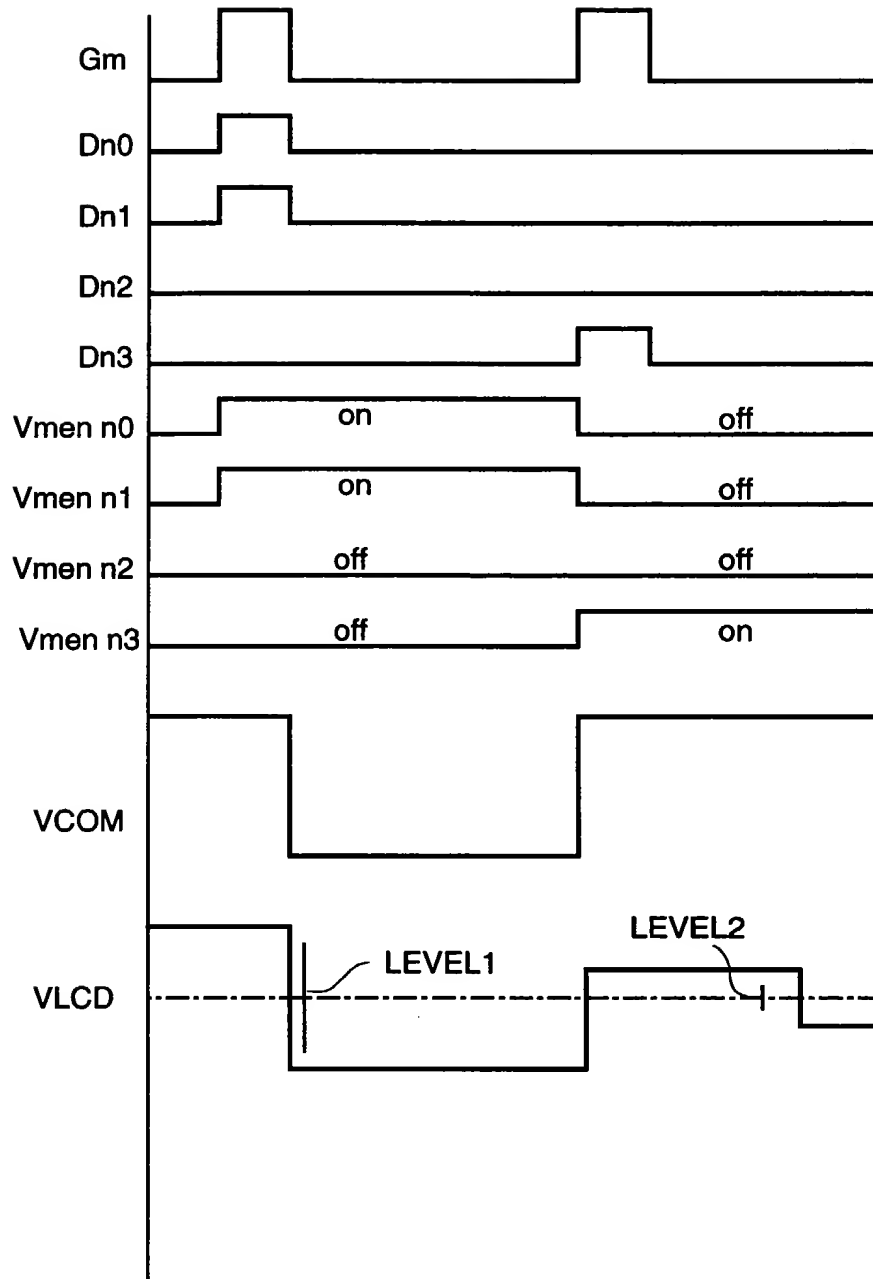 Gm
Dn0
Dn1
Dn2
Dn3
Vmen n0 on off
Vmen n1 on off
Vmen n2 off off
Vmen n3 off on
VCOM
LEVEL2
LEVEL1
VLCD